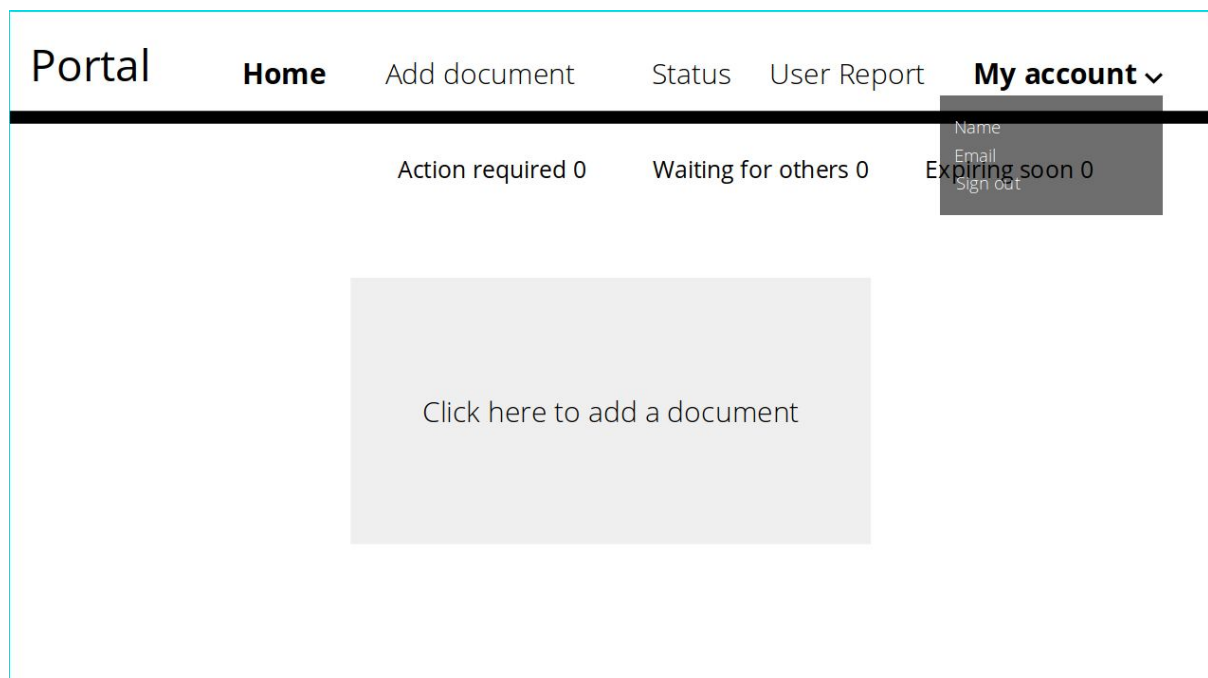 Portal Home Add document Status User Report My account
Name
Email
Action required 0 Waiting for others 0 Expiring soon 0
Sign out
Click here to add a document